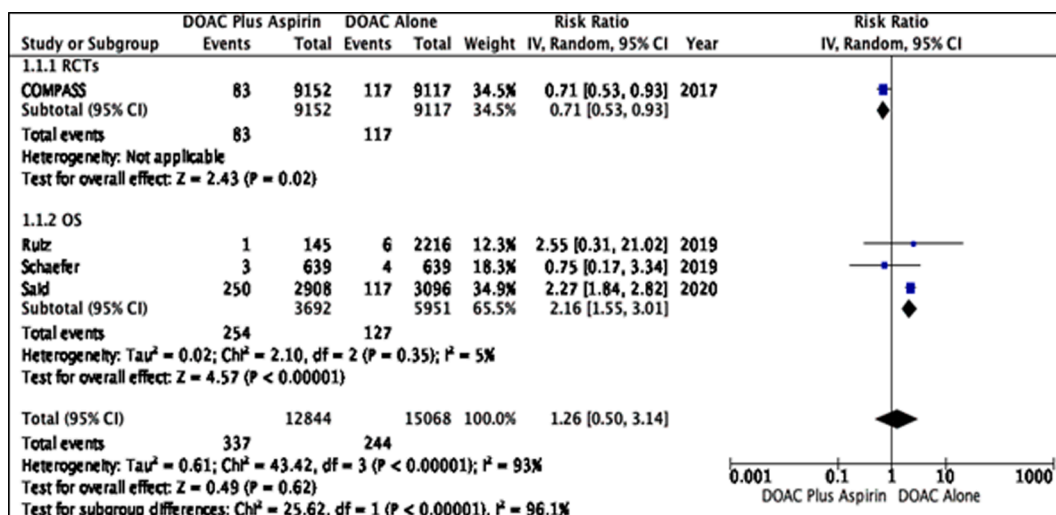 DOAC Plus Aspirin DOAC Alone Risk Ratio Risk Ratio
Study or Subgroup Events Total Events Total Weight IV, Random, 95% CI Year IV, Random, 95% CI
1.1.1 RCTs
COMPASS 83 9152 117 9117 34.5% 0.71 [0.53, 0.93] 2017
Subtotal (95% CI) 9152 9117 34.5% 0.71 [0.53, 0.93]
Total events 83 117
Heterogeneity: Not applicable
Test for overall effect: Z = 2.43 (P = 0.02)
1.1.2 OS
Ruiz 1 145 6 2216 12.3% 2.55 [0.31, 21.02] 2019
Schaefer 3 639 4 639 18.3% 0.75 [0.17, 3.34] 2019
Said 250 2908 117 3096 34.9% 2.27 [1.84, 2.82] 2020
Subtotal (95% CI) 3692 5951 65.5% 2.16 [1.55, 3.01]
Total events 254 127
Heterogeneity: Tau² = 0.02; Chi² = 2.10, df = 2 (P = 0.35); I² = 5%
Test for overall effect: Z = 4.57 (P < 0.00001)
Total (95% CI) 12844 15068 100.0% 1.26 [0.50, 3.14]
Total events 337 244
Heterogeneity: Tau² = 0.61; Chi² = 43.42, df = 3 (P < 0.00001); I² = 93%
Test for overall effect: Z = 0.49 (P = 0.62)
Test for subgroup differences: Chi² = 25.62, df = 1 (P < 0.00001), I² = 96.1%
0.001 0.1 1 10 1000
DOAC Plus Aspirin DOAC Alone